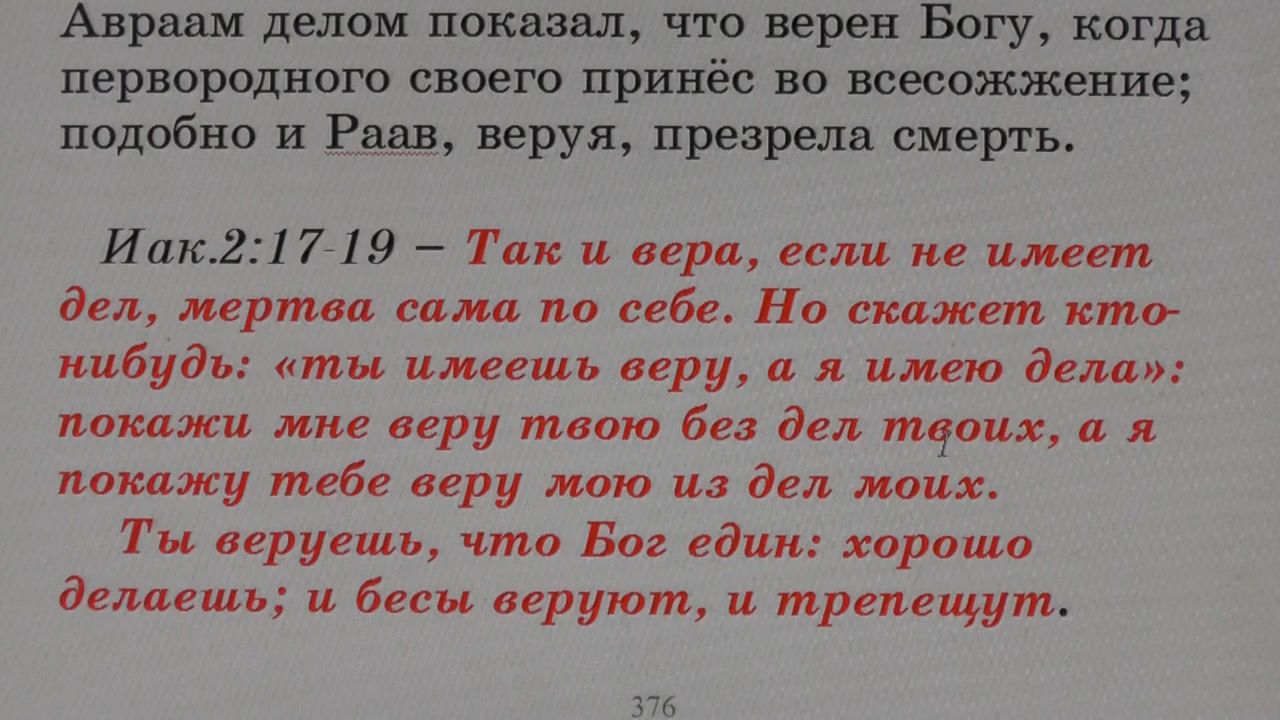 Авраам делом показал, что верен Богу, когда
первородного своего принёс во всесожжение;
подобно и Раав, веруя, презрела смерть.
Иак.2:17-19 – Так и вера, если не имеет
дел, мертва сама по себе. Но скажет кто-
нибудь: «ты имеешь веру, а я имею дела»:
покажи мне веру твою без дел твоих, а я
покажу тебе веру мою из дел моих.
Ты веруешь, что Бог един: хорошо
делаешь; и бесы веруют, и трепещут.
376